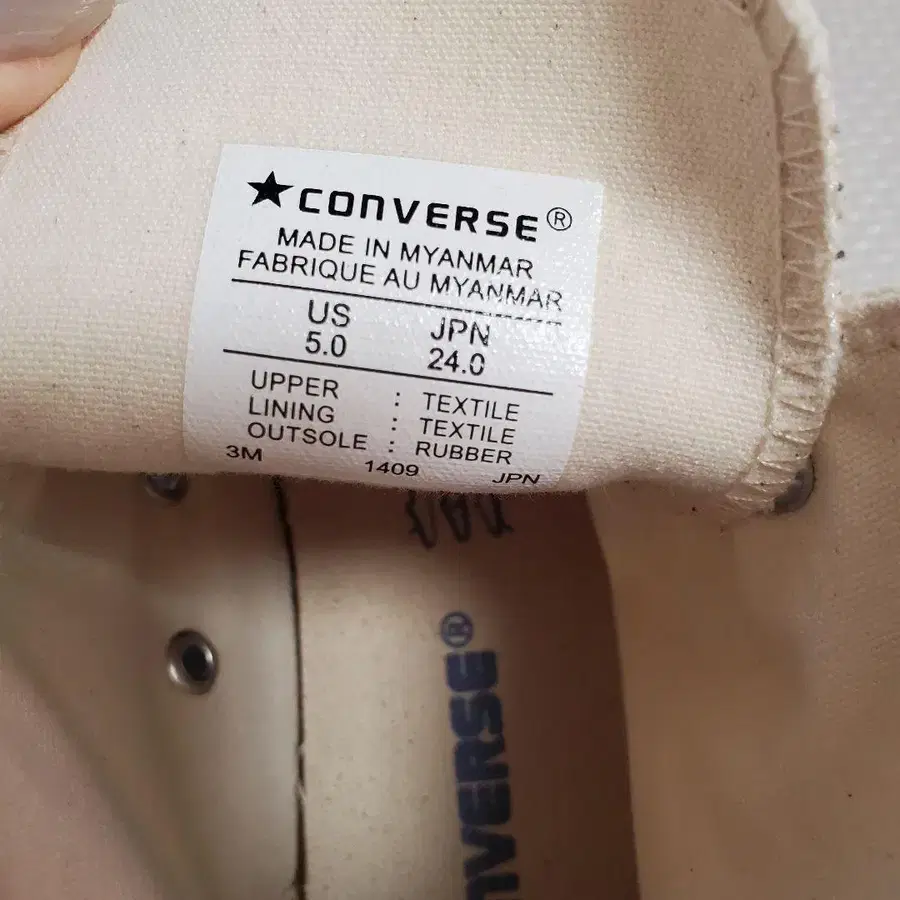 ★CONVERSE®
MADE IN MYANMAR
FABRIQUE AU MYANMAR
US JPN
5.0 24.0
UPPER : TEXTILE
LINING : TEXTILE
OUTSOLE : RUBBER
3M 1409 JPN
NVERSE®